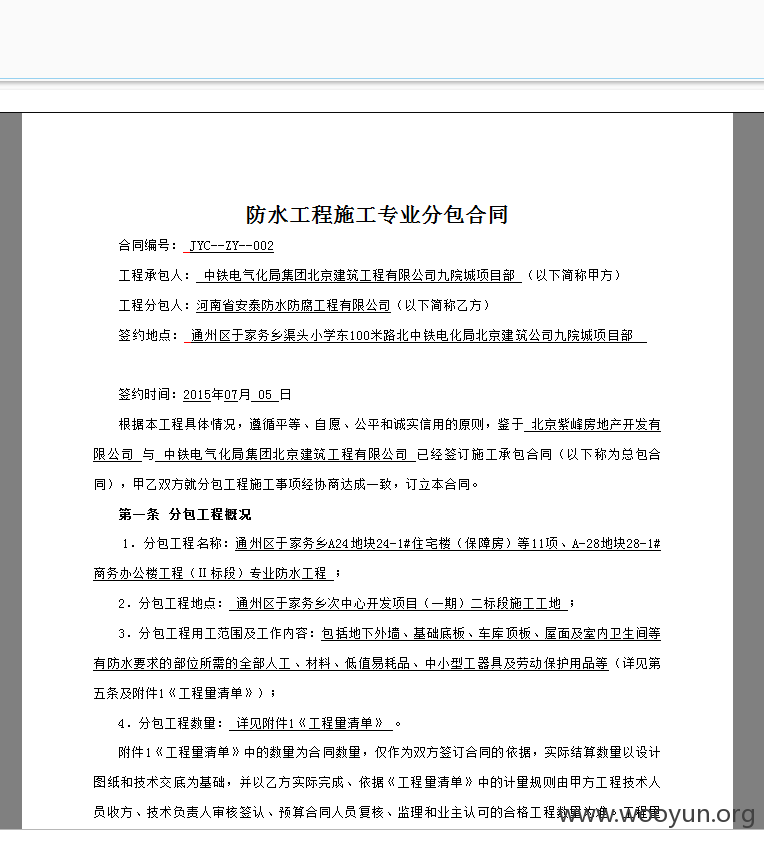 防水工程施工专业分包合同
合同编号： JYC--ZY--002
工程承包人： 中铁电气化局集团北京建筑工程有限公司九院城项目部 （以下简称甲方）
工程分包人：河南省安泰防水防腐工程有限公司（以下简称乙方）
签约地点： 通州区于家务乡渠头小学东100米路北中铁电化局北京建筑公司九院城项目部
签约时间：2015年07月 05 日
根据本工程具体情况，遵循平等、自愿、公平和诚实信用的原则，鉴于 北京紫峰房地产开发有
限公司 与 中铁电气化局集团北京建筑工程有限公司 已经签订施工承包合同（以下称为总包合
同），甲乙双方就分包工程施工事项经协商达成一致，订立本合同。
第一条 分包工程概况
1．分包工程名称：通州区于家务乡A24地块24-1#住宅楼（保障房）等11项、A-28地块28-1#
商务办公楼工程（Ⅱ标段）专业防水工程 ；
2．分包工程地点： 通州区于家务乡次中心开发项目（一期）二标段施工工地 ；
3．分包工程用工范围及工作内容：包括地下外墙、基础底板、车库顶板、屋面及室内卫生间等
有防水要求的部位所需的全部人工、材料、低值易耗品、中小型工器具及劳动保护用品等（详见第
五条及附件1《工程量清单》）；
4．分包工程数量： 详见附件1《工程量清单》 。
附件1《工程量清单》中的数量为合同数量，仅作为双方签订合同的依据，实际结算数量以设计
图纸和技术交底为基础，并以乙方实际完成、依据《工程量清单》中的计量规则由甲方工程技术人
员收方、技术负责人审核签认、预算合同人员复核、监理和业主认可的合格工程数量为准。工程量
www.wooyun.org